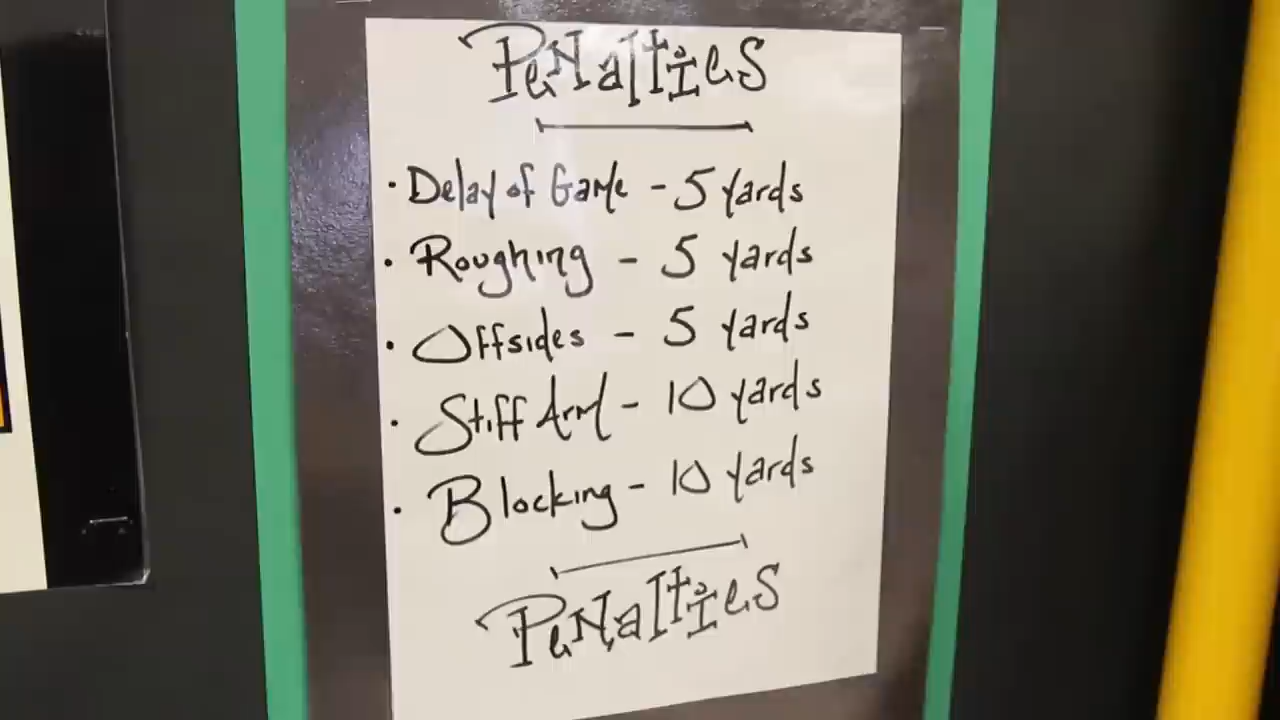 PeNalties
• Delay of Game - 5 yards
• Roughing - 5 yards
• Offsides - 5 yards
• Stiff Arm - 10 yards
• Blocking - 10 yards
PeNalties